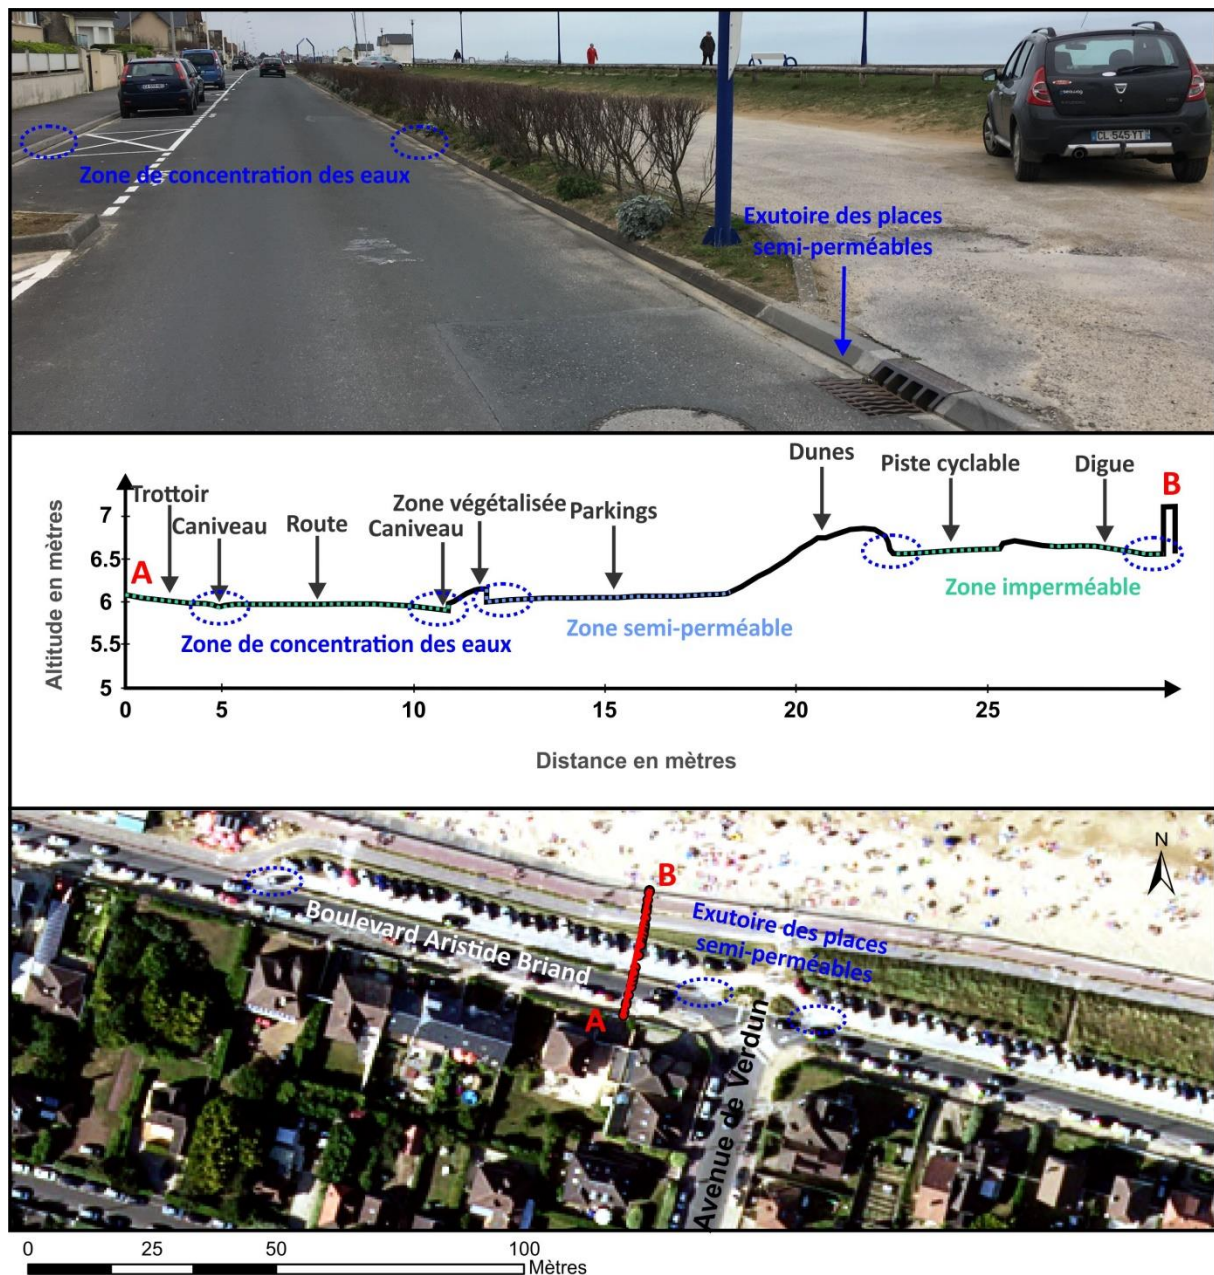 CL 545 YT
Zone de concentration des eaux
Exutoire des places
semi-perméables
Altitude en mètres
7
6.5
6
5.5
5
A
Trottoir
Caniveau
Route
Caniveau
Zone végétalisée
Parkings
Dunes
Piste cyclable
Digue
B
Zone de concentration des eaux
Zone semi-perméable
Zone imperméable
0
5
10
15
20
25
Distance en mètres
N
B
A
Boulevard Aristide Briand
Exutoire des places
semi-perméables
Avenue de Verdun
0 25 50 100
Mètres